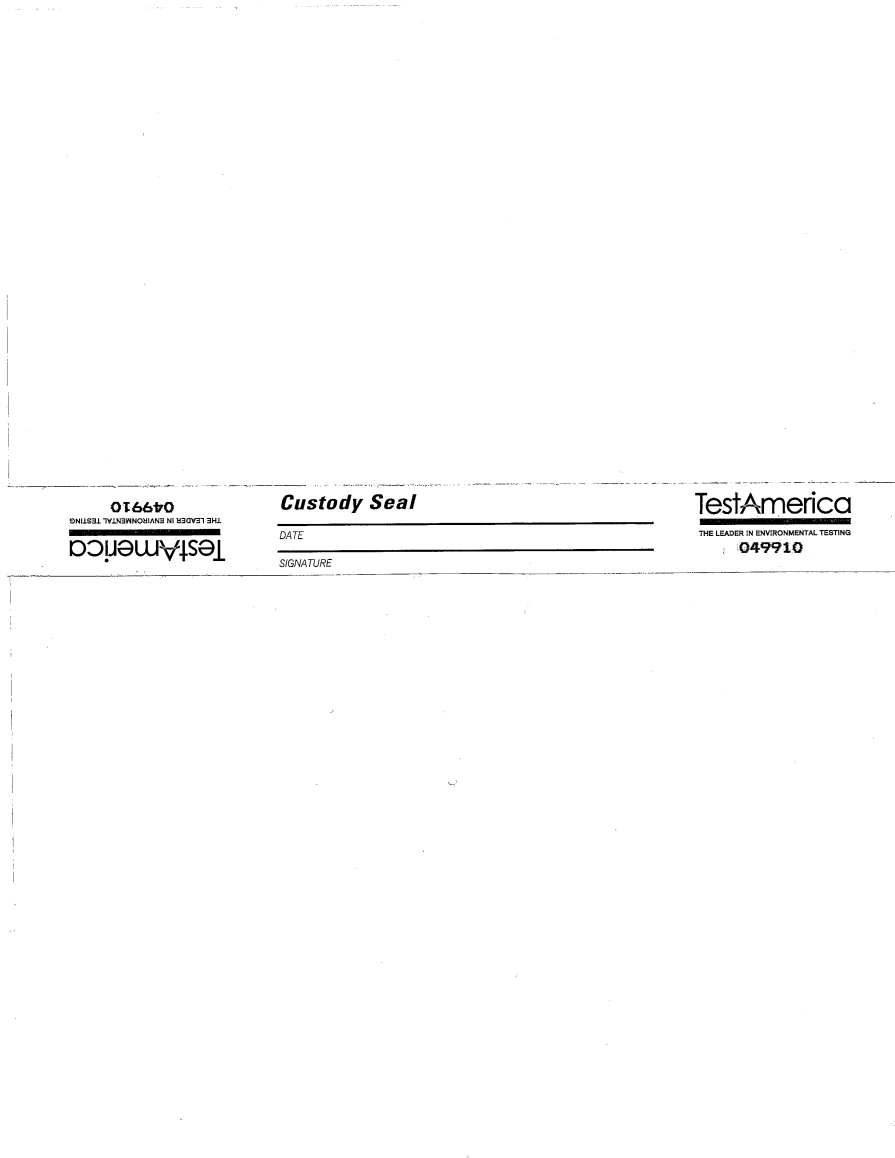 049910
THE LEADER IN ENVIRONMENTAL TESTING
TestAmerica
Custody Seal
DATE
SIGNATURE
TestAmerica
THE LEADER IN ENVIRONMENTAL TESTING
049910